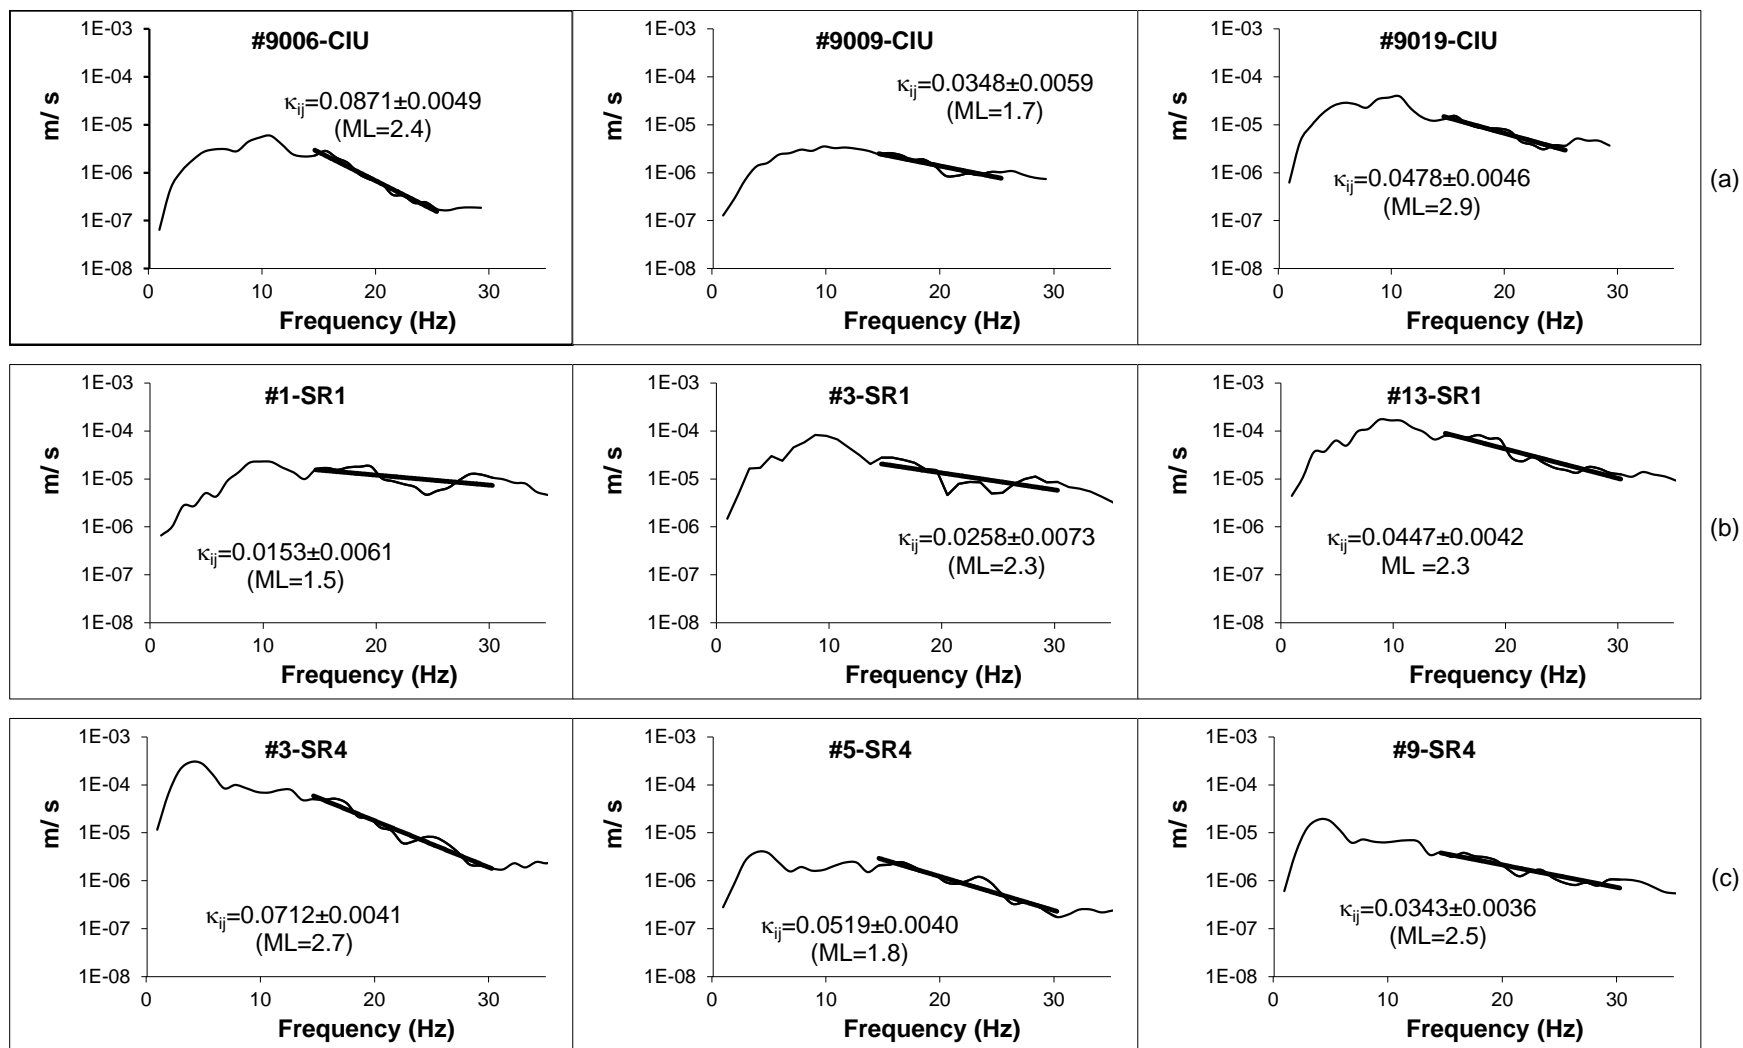 #9006-CIU
1E-03
1E-04
1E-05
1E-06
1E-07
1E-08
m/ s
κij=0.0871±0.0049
(ML=2.4)
0 10 20 30
Frequency (Hz)
#9009-CIU
1E-03
1E-04
1E-05
1E-06
1E-07
1E-08
m/ s
κij=0.0348±0.0059
(ML=1.7)
0 10 20 30
Frequency (Hz)
#9019-CIU
1E-03
1E-04
1E-05
1E-06
1E-07
1E-08
m/ s
κij=0.0478±0.0046
(ML=2.9)
0 10 20 30
Frequency (Hz)
(a)
#1-SR1
1E-03
1E-04
1E-05
1E-06
1E-07
1E-08
m/ s
κij=0.0153±0.0061
(ML=1.5)
0 10 20 30
Frequency (Hz)
#3-SR1
1E-03
1E-04
1E-05
1E-06
1E-07
1E-08
m/ s
κij=0.0258±0.0073
(ML=2.3)
0 10 20 30
Frequency (Hz)
#13-SR1
1E-03
1E-04
1E-05
1E-06
1E-07
1E-08
m/ s
κij=0.0447±0.0042
ML =2.3
0 10 20 30
Frequency (Hz)
(b)
#3-SR4
1E-03
1E-04
1E-05
1E-06
1E-07
1E-08
m/ s
κij=0.0712±0.0041
(ML=2.7)
0 10 20 30
Frequency (Hz)
#5-SR4
1E-03
1E-04
1E-05
1E-06
1E-07
1E-08
m/ s
κij=0.0519±0.0040
(ML=1.8)
0 10 20 30
Frequency (Hz)
#9-SR4
1E-03
1E-04
1E-05
1E-06
1E-07
1E-08
m/ s
κij=0.0343±0.0036
(ML=2.5)
0 10 20 30
Frequency (Hz)
(c)